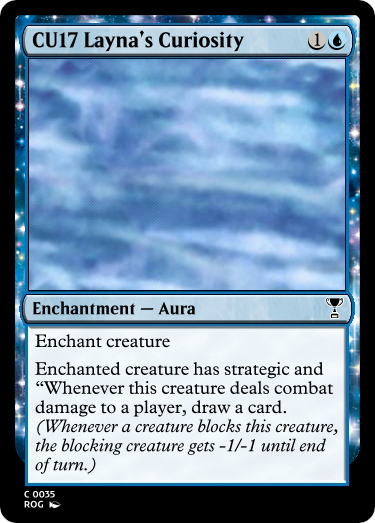 CU17 Layna's Curiosity 1
Enchantment — Aura
Enchant creature
Enchanted creature has strategic and
“Whenever this creature deals combat
damage to a player, draw a card.
(Whenever a creature blocks this creature,
the blocking creature gets -1/-1 until end
of turn.)
C 0035
ROG